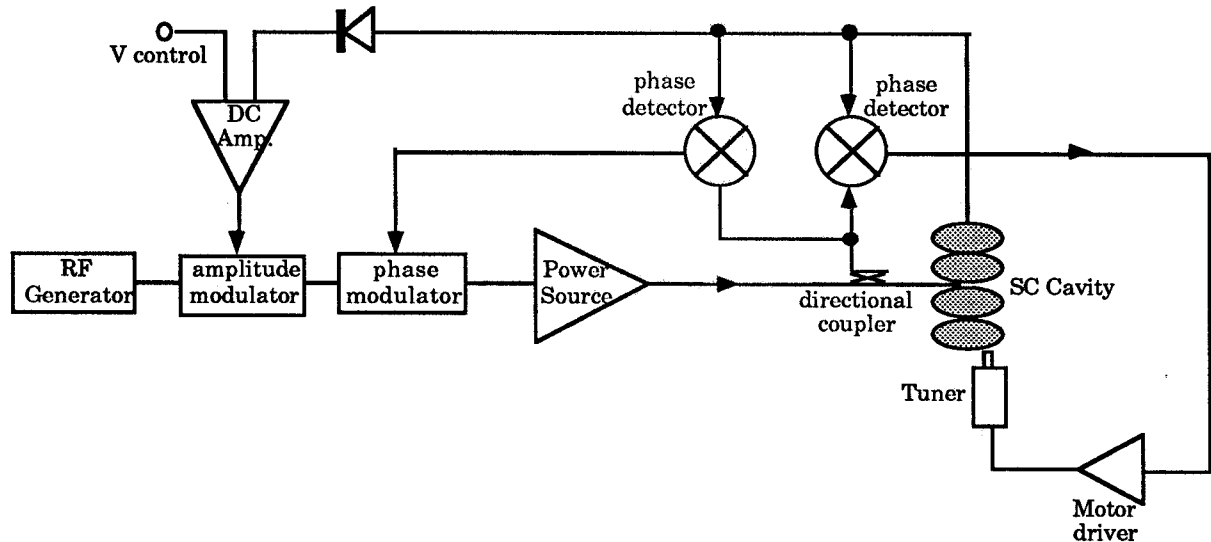 V control
DC
Amp.
phase
detector
phase
detector
RF
Generator
amplitude
modulator
phase
modulator
Power
Source
directional
coupler
SC Cavity
Tuner
Motor
driver